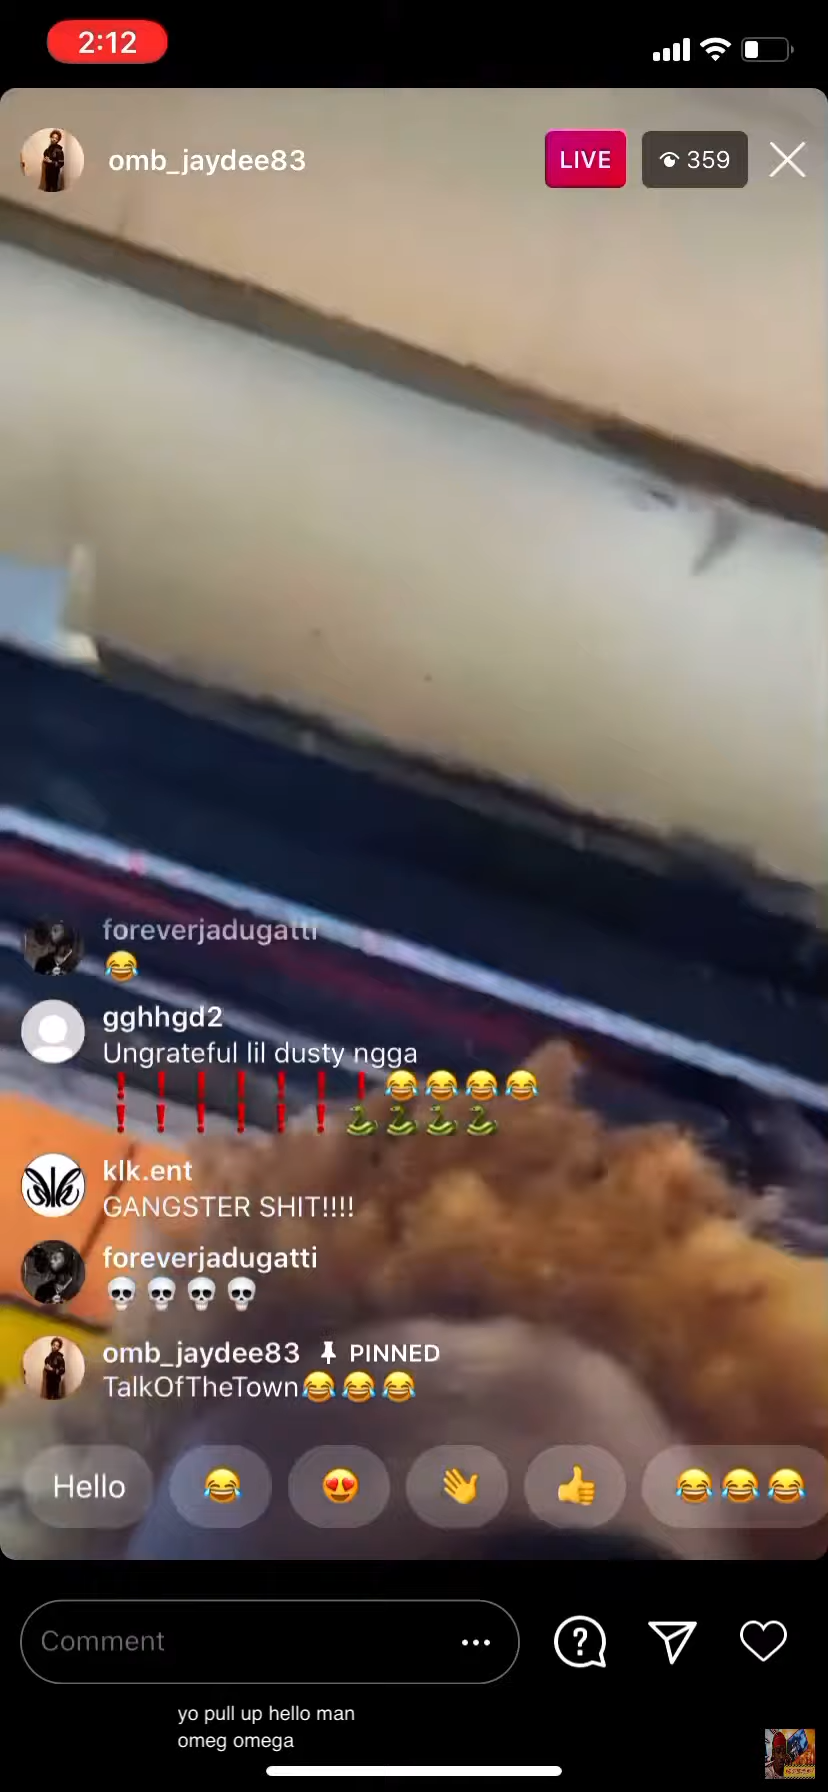 2:12
omb_jaydee83 LIVE 359
foreverjadugatti
😂
gghhgd2
Ungrateful lil dusty ngga
❗❗❗❗❗❗❗😂😂😂😂
❗❗❗❗❗❗🐍🐍🐍🐍
klk.ent
GANGSTER SHIT!!!!
foreverjadugatti
💀💀💀💀
omb_jaydee83 PINNED
TalkOfTheTown😂😂😂
Hello 😂 😍 👋 👍 😂😂😂
Comment
yo pull up hello man
omeg omega